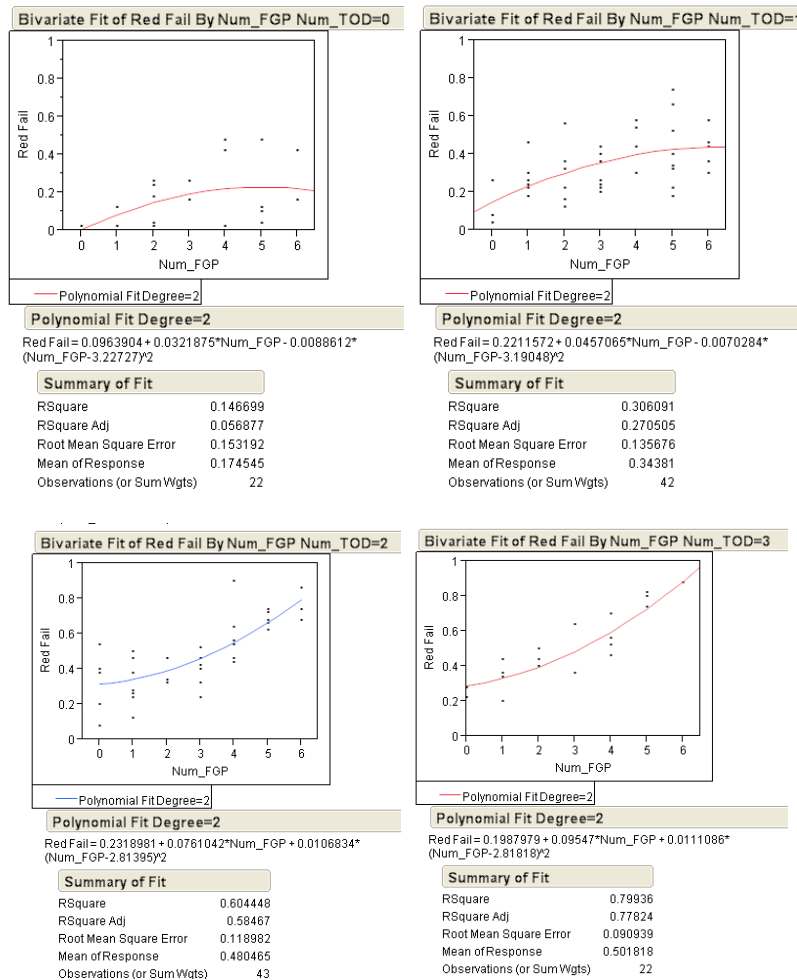 Bivariate Fit of Red Fail By Num_FGP Num_TOD=0
1
0.8
0.6
0.4
0.2
0
Red Fail
0 1 2 3 4 5 6
Num_FGP
Polynomial Fit Degree=2
Polynomial Fit Degree=2
Red Fail = 0.0963904 + 0.0321875*Num_FGP - 0.0088612*
(Num_FGP-3.22727)^2
Summary of Fit
RSquare 0.146699
RSquare Adj 0.056877
Root Mean Square Error 0.153192
Mean of Response 0.174545
Observations (or Sum Wgts) 22
Bivariate Fit of Red Fail By Num_FGP Num_TOD=1
1
0.8
0.6
0.4
0.2
0
Red Fail
0 1 2 3 4 5 6
Num_FGP
Polynomial Fit Degree=2
Polynomial Fit Degree=2
Red Fail = 0.2211572 + 0.0457065*Num_FGP - 0.0070284*
(Num_FGP-3.19048)^2
Summary of Fit
RSquare 0.306091
RSquare Adj 0.270505
Root Mean Square Error 0.135676
Mean of Response 0.34381
Observations (or Sum Wgts) 42
Bivariate Fit of Red Fail By Num_FGP Num_TOD=2
1
0.8
0.6
0.4
0.2
0
Red Fail
0 1 2 3 4 5 6
Num_FGP
Polynomial Fit Degree=2
Polynomial Fit Degree=2
Red Fail = 0.2318981 + 0.0761042*Num_FGP + 0.0106834*
(Num_FGP-2.81395)^2
Summary of Fit
RSquare 0.604448
RSquare Adj 0.58467
Root Mean Square Error 0.118982
Mean of Response 0.480465
Observations (or Sum Wgts) 43
Bivariate Fit of Red Fail By Num_FGP Num_TOD=3
1
0.8
0.6
0.4
0.2
0
Red Fail
0 1 2 3 4 5 6
Num_FGP
Polynomial Fit Degree=2
Polynomial Fit Degree=2
Red Fail = 0.1987979 + 0.09547*Num_FGP + 0.0111086*
(Num_FGP-2.81818)^2
Summary of Fit
RSquare 0.79936
RSquare Adj 0.77824
Root Mean Square Error 0.090939
Mean of Response 0.501818
Observations (or Sum Wgts) 22